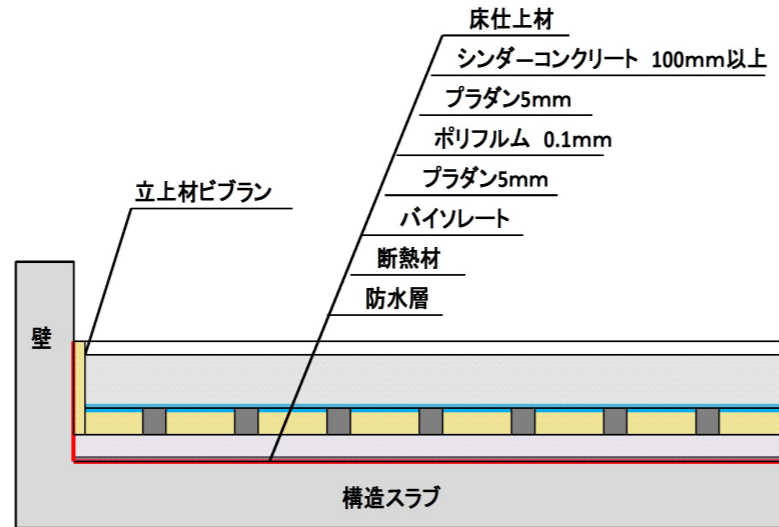 床仕上材
シンダーコンクリート 100mm以上
プラダン5mm
ポリフルム 0.1mm
プラダン5mm
立上材ビブラン
バイソレート
断熱材
防水層
壁
構造スラブ